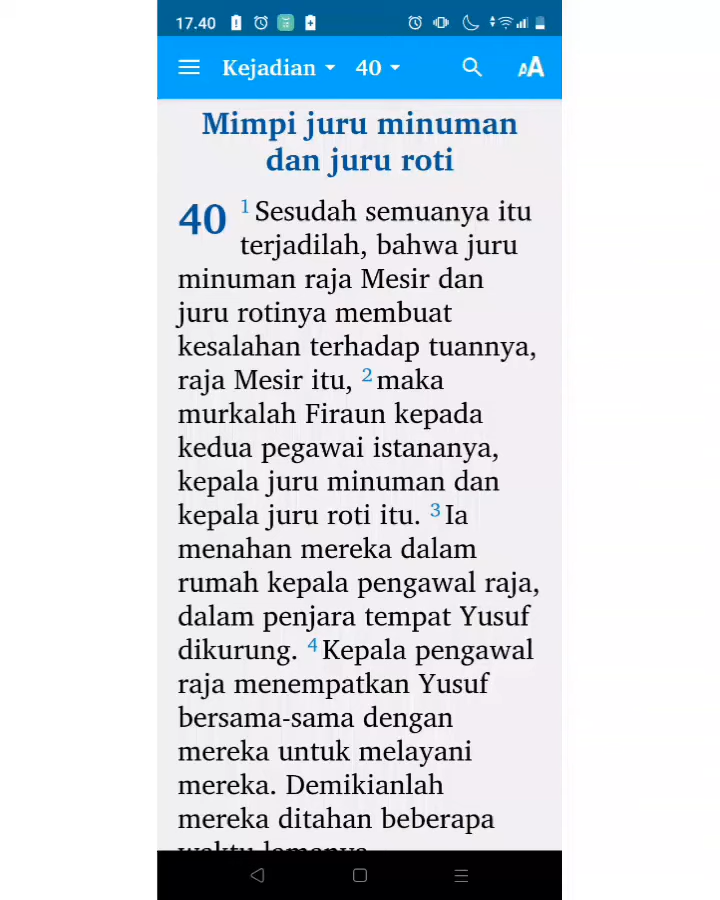 17.40
Kejadian 40 AA
Mimpi juru minuman
dan juru roti
40 1 Sesudah semuanya itu
terjadilah, bahwa juru
minuman raja Mesir dan
juru rotinya membuat
kesalahan terhadap tuannya,
raja Mesir itu, 2 maka
murkalah Firaun kepada
kedua pegawai istananya,
kepala juru minuman dan
kepala juru roti itu. 3 Ia
menahan mereka dalam
rumah kepala pengawal raja,
dalam penjara tempat Yusuf
dikurung. 4 Kepala pengawal
raja menempatkan Yusuf
bersama-sama dengan
mereka untuk melayani
mereka. Demikianlah
mereka ditahan beberapa
waktu lamanya